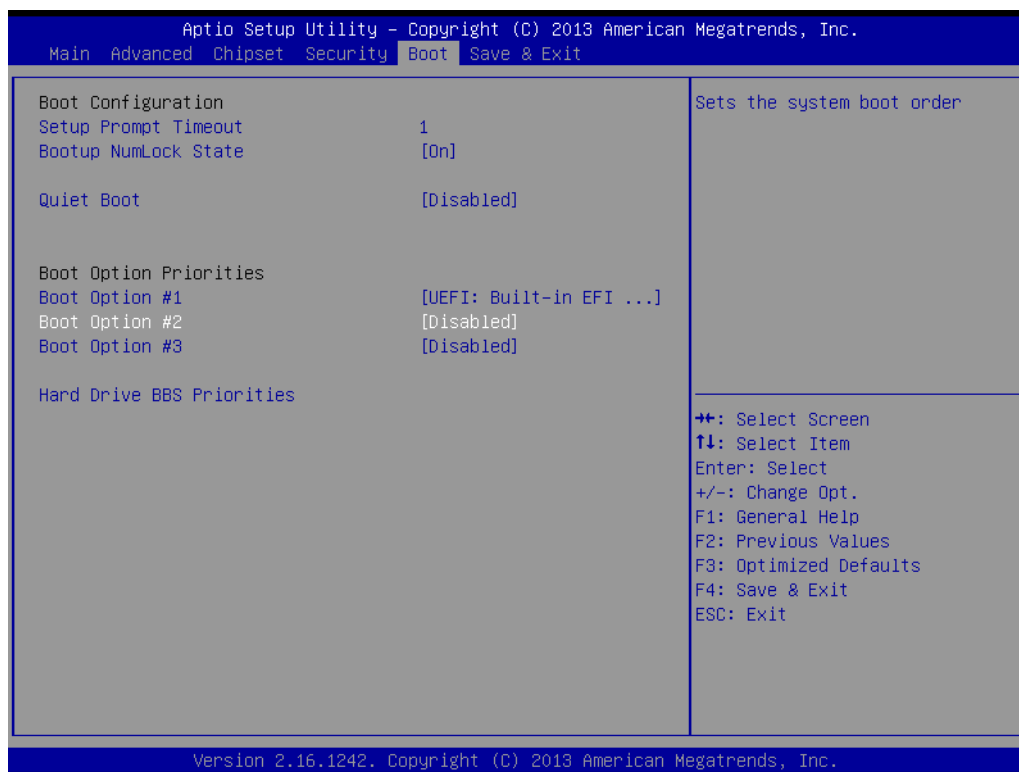 Aptio Setup Utility – Copyright (C) 2013 American Megatrends, Inc.
Main Advanced Chipset Security Boot Save & Exit
Boot Configuration
Setup Prompt Timeout 1
Bootup NumLock State [On]
Quiet Boot [Disabled]
Boot Option Priorities
Boot Option #1 [UEFI: Built-in EFI ...]
Boot Option #2 [Disabled]
Boot Option #3 [Disabled]
Hard Drive BBS Priorities
Sets the system boot order
→←: Select Screen
↑↓: Select Item
Enter: Select
+/-: Change Opt.
F1: General Help
F2: Previous Values
F3: Optimized Defaults
F4: Save & Exit
ESC: Exit
Version 2.16.1242. Copyright (C) 2013 American Megatrends, Inc.